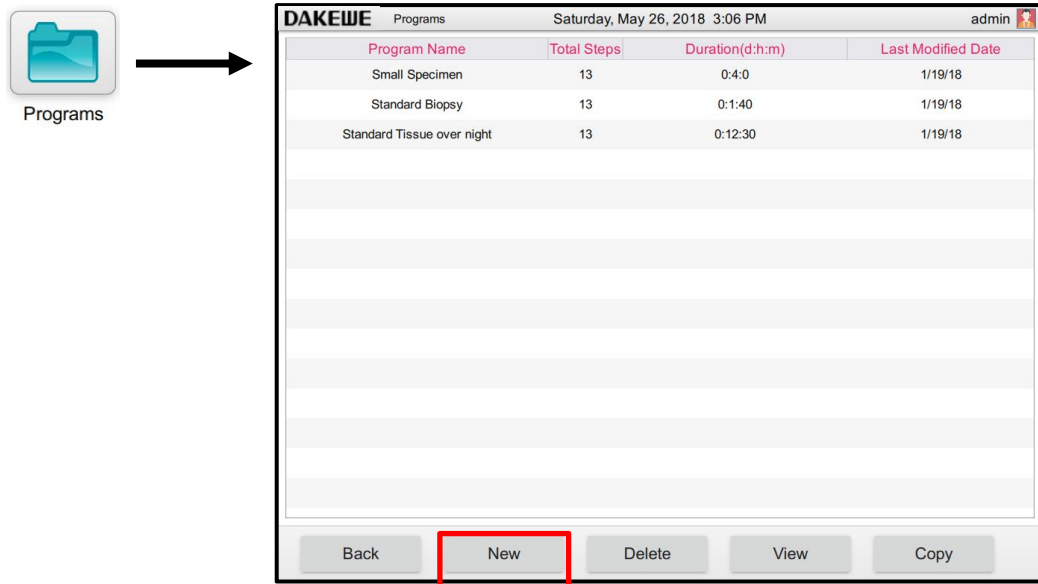 Programs
DAKEWE Programs Saturday, May 26, 2018 3:06 PM admin
Program Name Total Steps Duration(d:h:m) Last Modified Date
Small Specimen 13 0:4:0 1/19/18
Standard Biopsy 13 0:1:40 1/19/18
Standard Tissue over night 13 0:12:30 1/19/18
Back New Delete View Copy